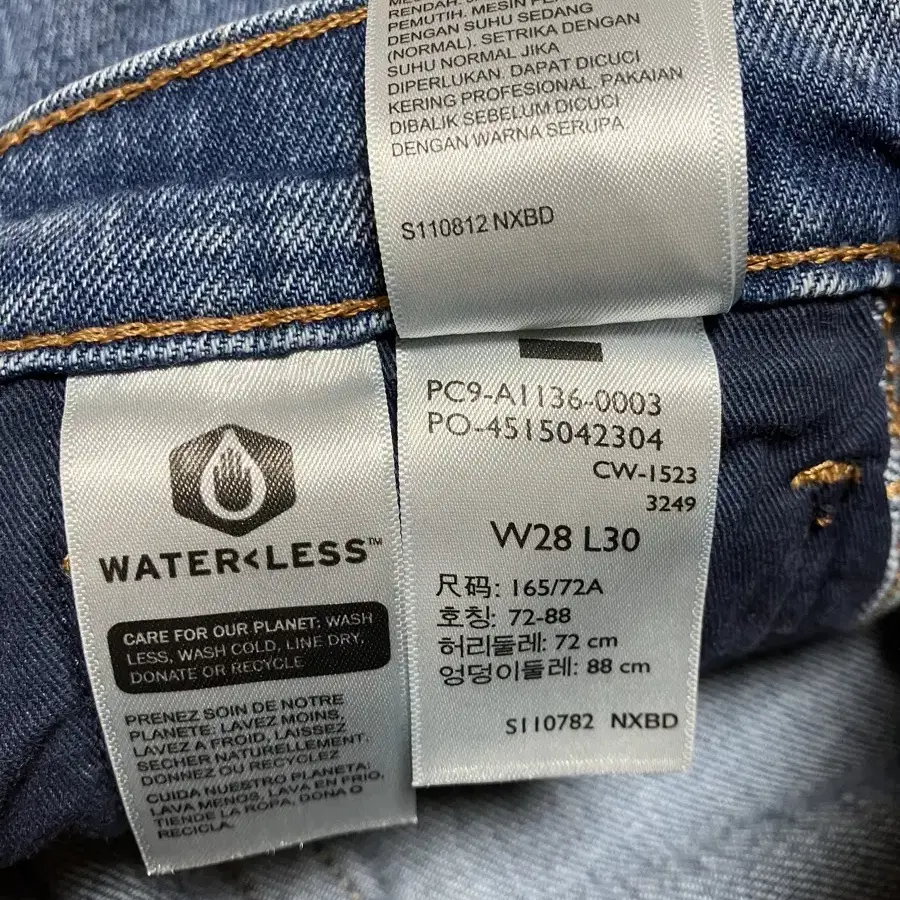 PEMUTIH. MESIN
DENGAN SUHU SEDANG
(NORMAL). SETRIKA DENGAN
SUHU NORMAL JIKA
DIPERLUKAN. DAPAT DICUCI
KERING PROFESIONAL. PAKAIAN
DIBALIK SEBELUM DICUCI
DENGAN WARNA SERUPA.
S110812 NXBD
WATER<LESS™
CARE FOR OUR PLANET: WASH
LESS, WASH COLD, LINE DRY,
DONATE OR RECYCLE
PRENEZ SOIN DE NOTRE
PLANETE: LAVEZ MOINS,
LAVEZ A FROID, LAISSEZ
SECHER NATURELLEMENT,
DONNEZ OU RECYCLEZ
CUIDA NUESTRO PLANETA:
LAVA MENOS, LAVA EN FRIO,
TIENDE LA ROPA, DONA O
RECICLA.
PC9-A1136-0003
PO-4515042304
CW-1523
3249
W28 L30
尺码: 165/72A
호칭: 72-88
허리둘레: 72 cm
엉덩이둘레: 88 cm
S110782 NXBD